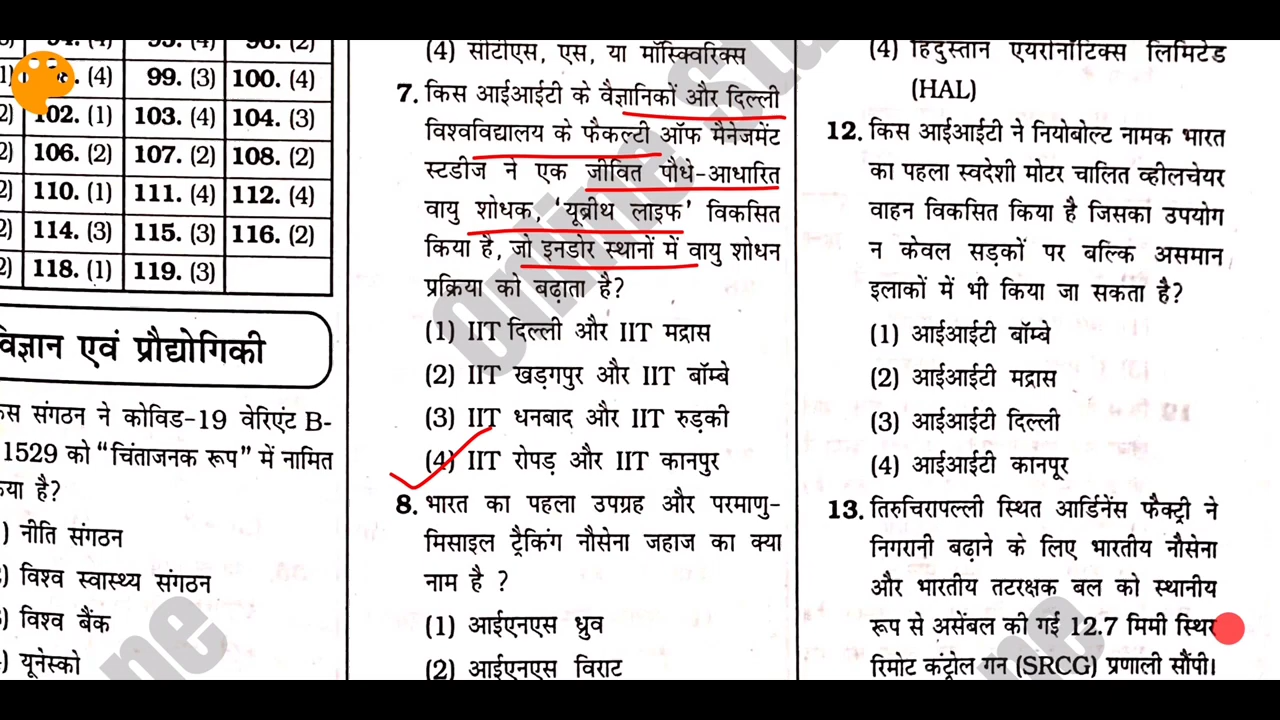 94. (4) 95. (4) 96. (2)
(4) 99. (3) 100. (4)
102. (1) 103. (4) 104. (3)
106. (2) 107. (2) 108. (2)
110. (1) 111. (4) 112. (4)
114. (3) 115. (3) 116. (2)
118. (1) 119. (3)
विज्ञान एवं प्रौद्योगिकी
संगठन ने कोविड-19 वेरिएंट B-
1529 को “चिंताजनक रूप” में नामित
है?
नीति संगठन
विश्व स्वास्थ्य संगठन
विश्व बैंक
यूनेस्को
(4) सीटीएस, एस, या मॉस्क्विरिक्स
7. किस आईआईटी के वैज्ञानिकों और दिल्ली
विश्वविद्यालय के फैकल्टी ऑफ मैनेजमेंट
स्टडीज ने एक जीवित पौधे-आधारित
वायु शोधक, ‘यूब्रीथ लाइफ’ विकसित
किया है, जो इनडोर स्थानों में वायु शोधन
प्रक्रिया को बढ़ाता है?
(1) IIT दिल्ली और IIT मद्रास
(2) IIT खड़गपुर और IIT बॉम्बे
(3) IIT धनबाद और IIT रुड़की
(4) IIT रोपड़ और IIT कानपुर
8. भारत का पहला उपग्रह और परमाणु-
मिसाइल ट्रैकिंग नौसेना जहाज का क्या
नाम है ?
(1) आईएनएस ध्रुव
(2) आईएनएस विराट
(4) हिंदुस्तान एयरोनॉटिक्स लिमिटेड
(HAL)
12. किस आईआईटी ने नियोबोल्ट नामक भारत
का पहला स्वदेशी मोटर चालित व्हीलचेयर
वाहन विकसित किया है जिसका उपयोग
न केवल सड़कों पर बल्कि असमान
इलाकों में भी किया जा सकता है?
(1) आईआईटी बॉम्बे
(2) आईआईटी मद्रास
(3) आईआईटी दिल्ली
(4) आईआईटी कानपूर
13. तिरुचिरापल्ली स्थित आर्डिनेंस फैक्ट्री ने
निगरानी बढ़ाने के लिए भारतीय नौसेना
और भारतीय तटरक्षक बल को स्थानीय
रूप से असेंबल की गई 12.7 मिमी स्थिर
रिमोट कंट्रोल गन (SRCG) प्रणाली सौंपी।